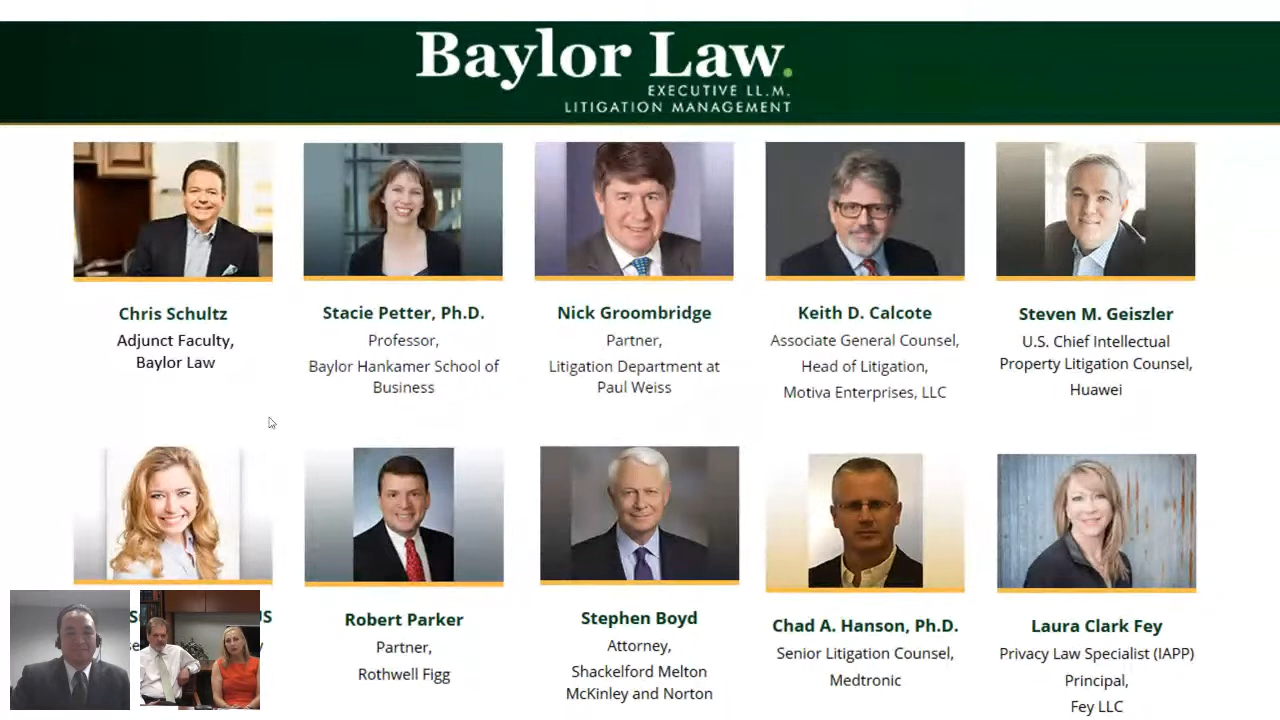 Baylor Law.
EXECUTIVE LL.M.
LITIGATION MANAGEMENT
Chris Schultz
Adjunct Faculty,
Baylor Law
Stacie Petter, Ph.D.
Professor,
Baylor Hankamer School of
Business
Nick Groombridge
Partner,
Litigation Department at
Paul Weiss
Keith D. Calcote
Associate General Counsel,
Head of Litigation,
Motiva Enterprises, LLC
Steven M. Geiszler
U.S. Chief Intellectual
Property Litigation Counsel,
Huawei
Robert Parker
Partner,
Rothwell Figg
Stephen Boyd
Attorney,
Shackelford Melton
McKinley and Norton
Chad A. Hanson, Ph.D.
Senior Litigation Counsel,
Medtronic
Laura Clark Fey
Privacy Law Specialist (IAPP)
Principal,
Fey LLC